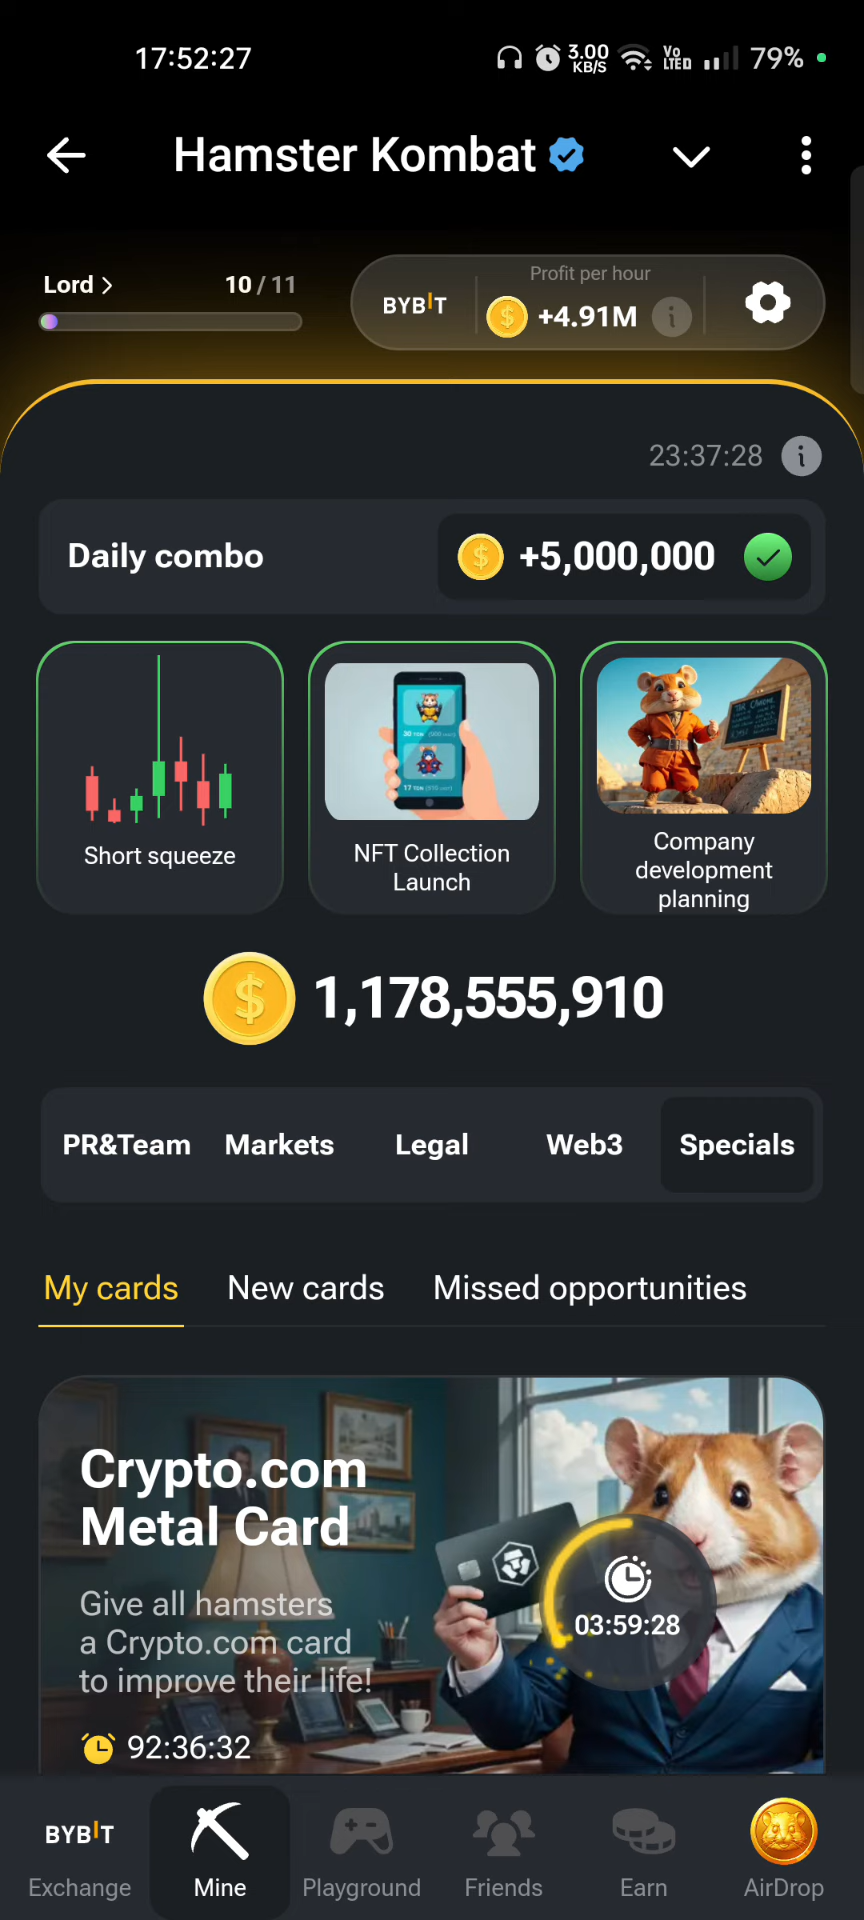 17:52:27
3.00 KB/S
Vo LTED
79%
Hamster Kombat
Lord >
10 / 11
BYBIT
Profit per hour
+4.91M
23:37:28
Daily combo
+5,000,000
Short squeeze
NFT Collection
Launch
Company
development
planning
1,178,555,910
PR&Team Markets Legal Web3 Specials
My cards New cards Missed opportunities
Crypto.com
Metal Card
Give all hamsters
a Crypto.com card
to improve their life!
03:59:28
92:36:32
BYBIT
Exchange Mine Playground Friends Earn AirDrop